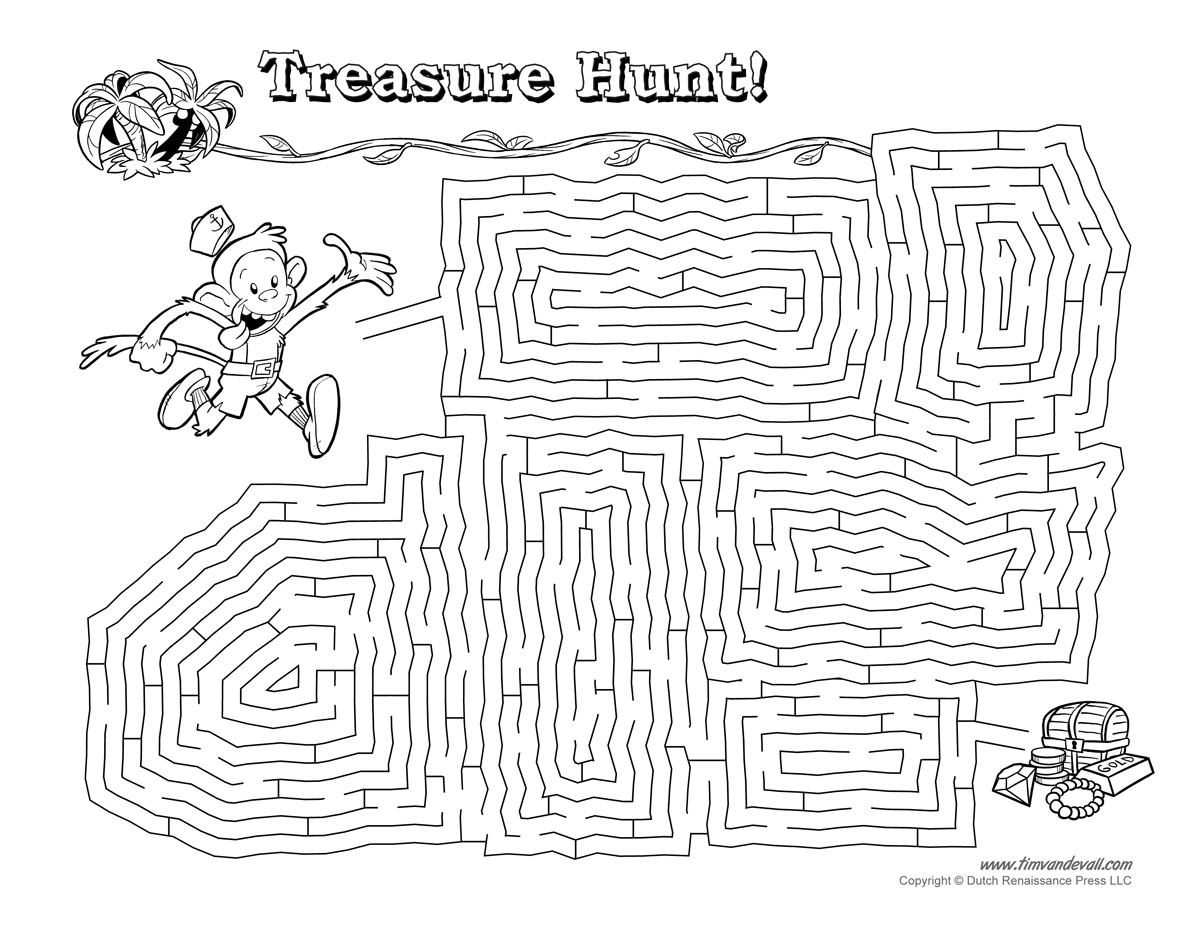 Treasure Hunt!
GOLD
www.timvandevall.com
Copyright © Dutch Renaissance Press LLC